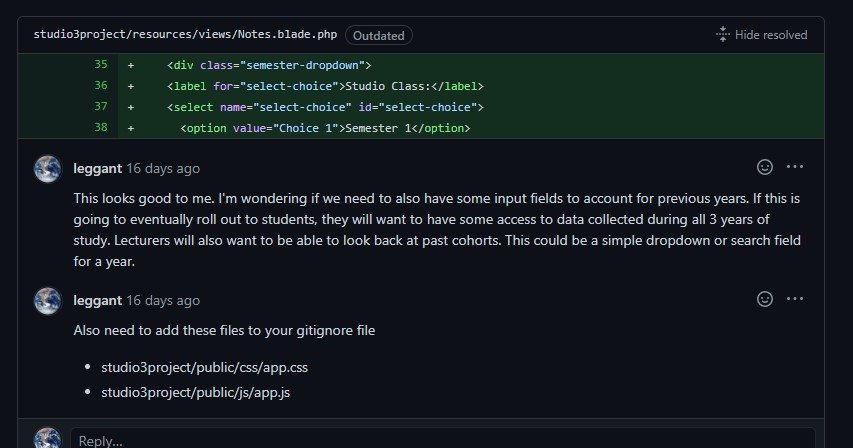 studio3project/resources/views/Notes.blade.php Outdated Hide resolved
35 + <div class="semester-dropdown">
36 + <label for="select-choice">Studio Class:</label>
37 + <select name="select-choice" id="select-choice">
38 + <option value="Choice 1">Semester 1</option>
leggant 16 days ago
This looks good to me. I'm wondering if we need to also have some input fields to account for previous years. If this is
going to eventually roll out to students, they will want to have some access to data collected during all 3 years of
study. Lecturers will also want to be able to look back at past cohorts. This could be a simple dropdown or search field
for a year.
leggant 16 days ago
Also need to add these files to your gitignore file
• studio3project/public/css/app.css
• studio3project/public/js/app.js
Reply...